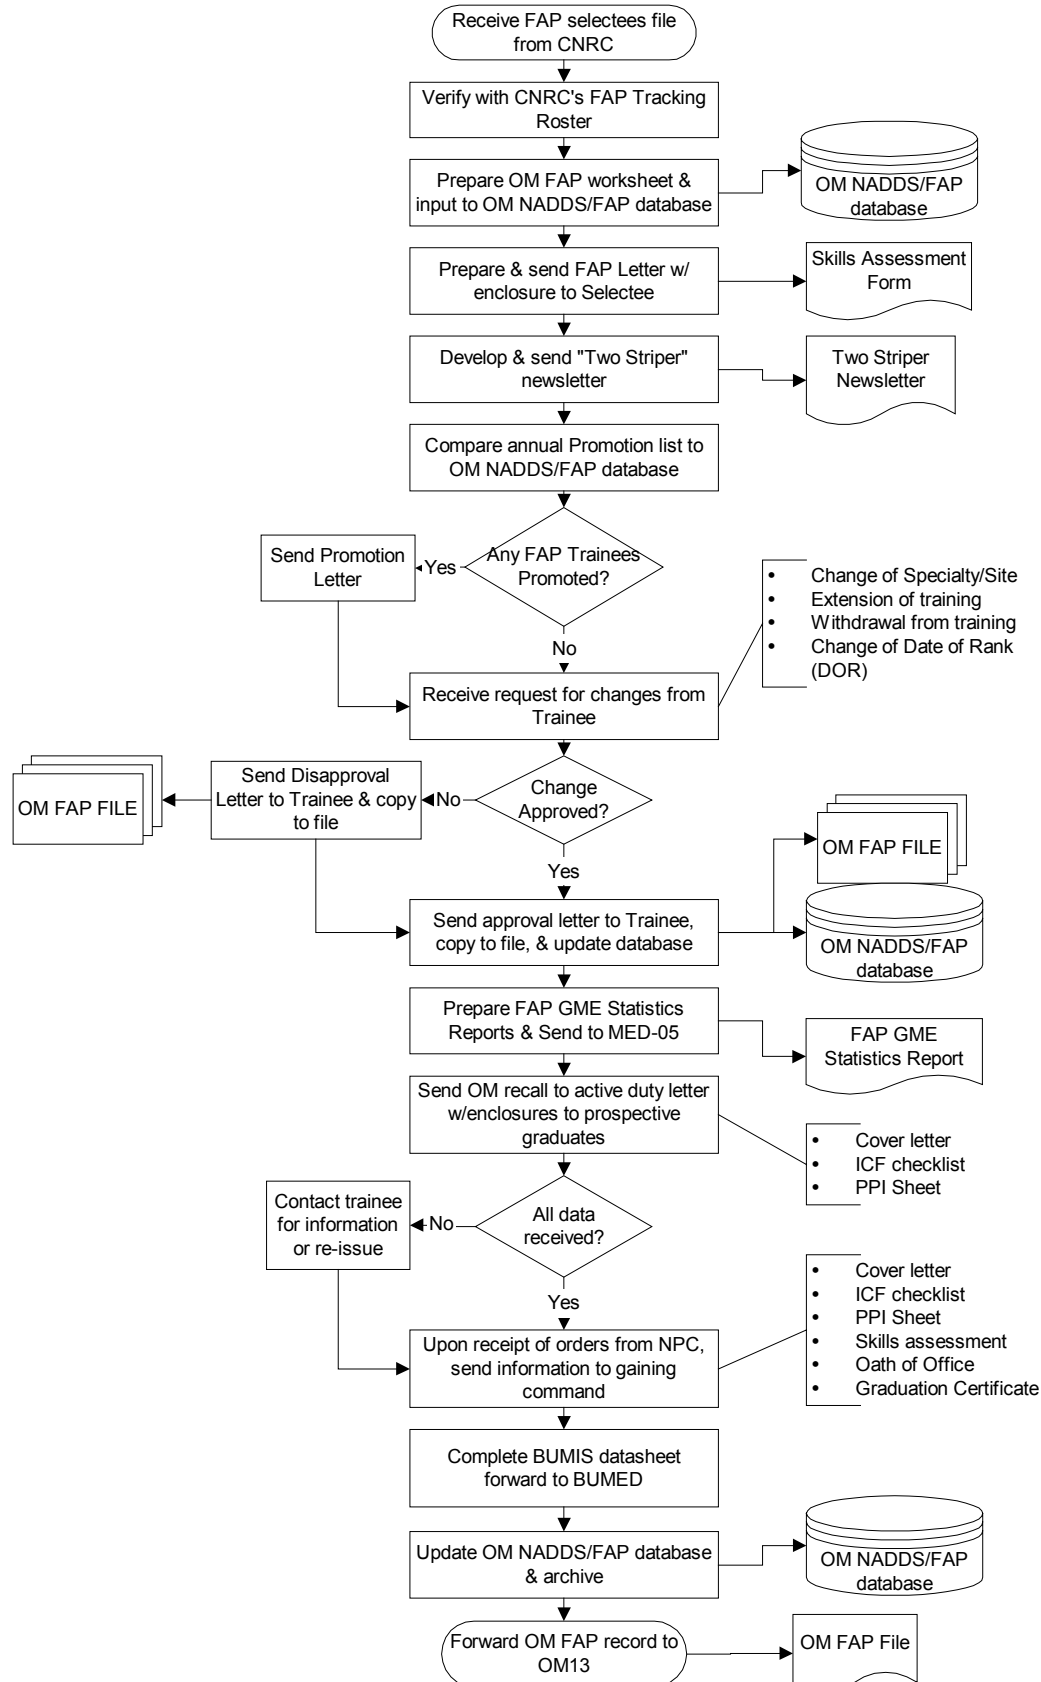 Receive FAP selectees file
from CNRC
Verify with CNRC's FAP Tracking
Roster
Prepare OM FAP worksheet &
input to OM NADDS/FAP database
OM NADDS/FAP
database
Prepare & send FAP Letter w/
enclosure to Selectee
Skills Assessment
Form
Develop & send "Two Striper"
newsletter
Two Striper
Newsletter
Compare annual Promotion list to
OM NADDS/FAP database
Any FAP Trainees
Promoted?
Yes
Send Promotion
Letter
No
• Change of Specialty/Site
• Extension of training
• Withdrawal from training
• Change of Date of Rank
(DOR)
Receive request for changes from
Trainee
Change
Approved?
No
Send Disapproval
Letter to Trainee & copy
to file
OM FAP FILE
Yes
Send approval letter to Trainee,
copy to file, & update database
OM FAP FILE
OM NADDS/FAP
database
Prepare FAP GME Statistics
Reports & Send to MED-05
FAP GME
Statistics Report
Send OM recall to active duty letter
w/enclosures to prospective
graduates
• Cover letter
• ICF checklist
• PPI Sheet
All data
received?
No
Contact trainee
for information
or re-issue
Yes
Upon receipt of orders from NPC,
send information to gaining
command
• Cover letter
• ICF checklist
• PPI Sheet
• Skills assessment
• Oath of Office
• Graduation Certificate
Complete BUMIS datasheet
forward to BUMED
Update OM NADDS/FAP database
& archive
OM NADDS/FAP
database
Forward OM FAP record to
OM13
OM FAP File